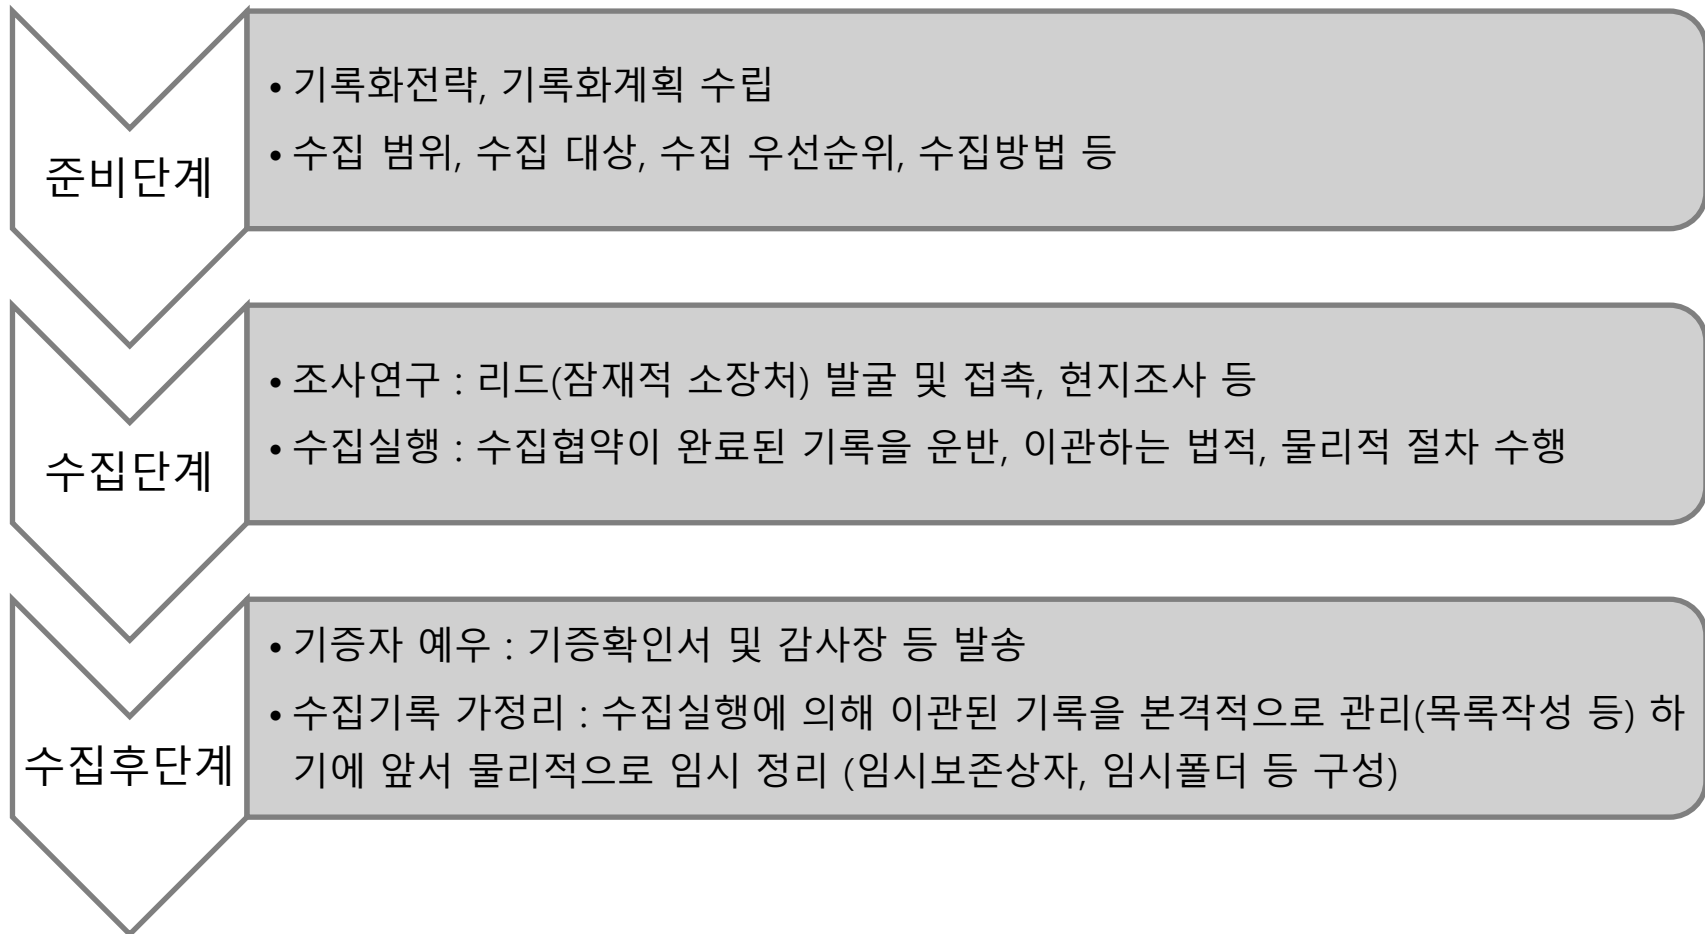 준비단계
• 기록화전략, 기록화계획 수립
• 수집 범위, 수집 대상, 수집 우선순위, 수집방법 등
수집단계
• 조사연구 : 리드(잠재적 소장처) 발굴 및 접촉, 현지조사 등
• 수집실행 : 수집협약이 완료된 기록을 운반, 이관하는 법적, 물리적 절차 수행
수집후단계
• 기증자 예우 : 기증확인서 및 감사장 등 발송
• 수집기록 가정리 : 수집실행에 의해 이관된 기록을 본격적으로 관리(목록작성 등) 하
기에 앞서 물리적으로 임시 정리 (임시보존상자, 임시폴더 등 구성)